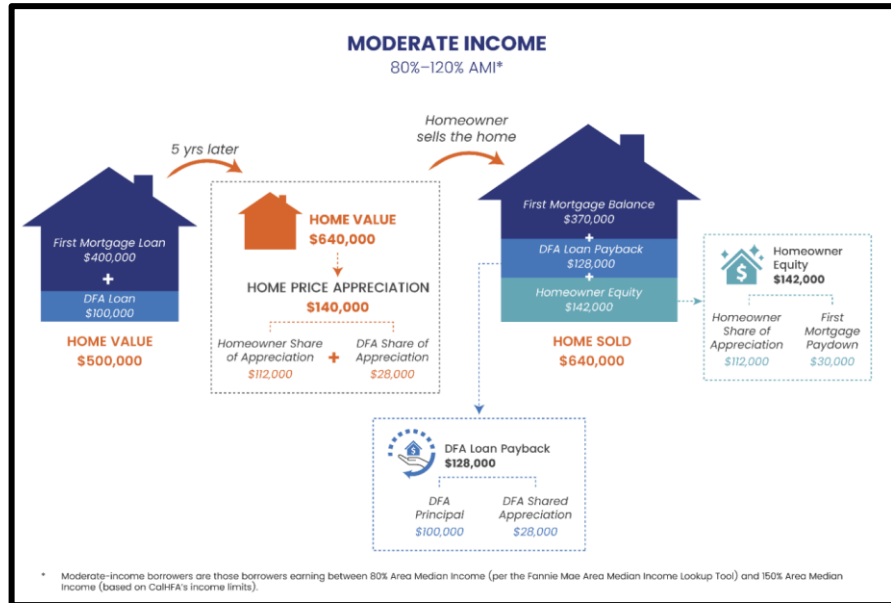 MODERATE INCOME
80%–120% AMI*
5 yrs later
Homeowner
sells the home
First Mortgage Loan
$400,000
+
DFA Loan
$100,000
HOME VALUE
$500,000
HOME VALUE
$640,000
HOME PRICE APPRECIATION
$140,000
Homeowner Share
of Appreciation
$112,000
+
DFA Share of
Appreciation
$28,000
First Mortgage Balance
$370,000
+
DFA Loan Payback
$128,000
+
Homeowner Equity
$142,000
HOME SOLD
$640,000
$
Homeowner
Equity
$142,000
Homeowner
Share of
Appreciation
$112,000
First
Mortgage
Paydown
$30,000
$
DFA Loan Payback
$128,000
DFA
Principal
$100,000
DFA Shared
Appreciation
$28,000
* Moderate-income borrowers are those borrowers earning between 80% Area Median Income (per the Fannie Mae Area Median Income Lookup Tool) and 150% Area Median
Income (based on CalHFA's income limits).